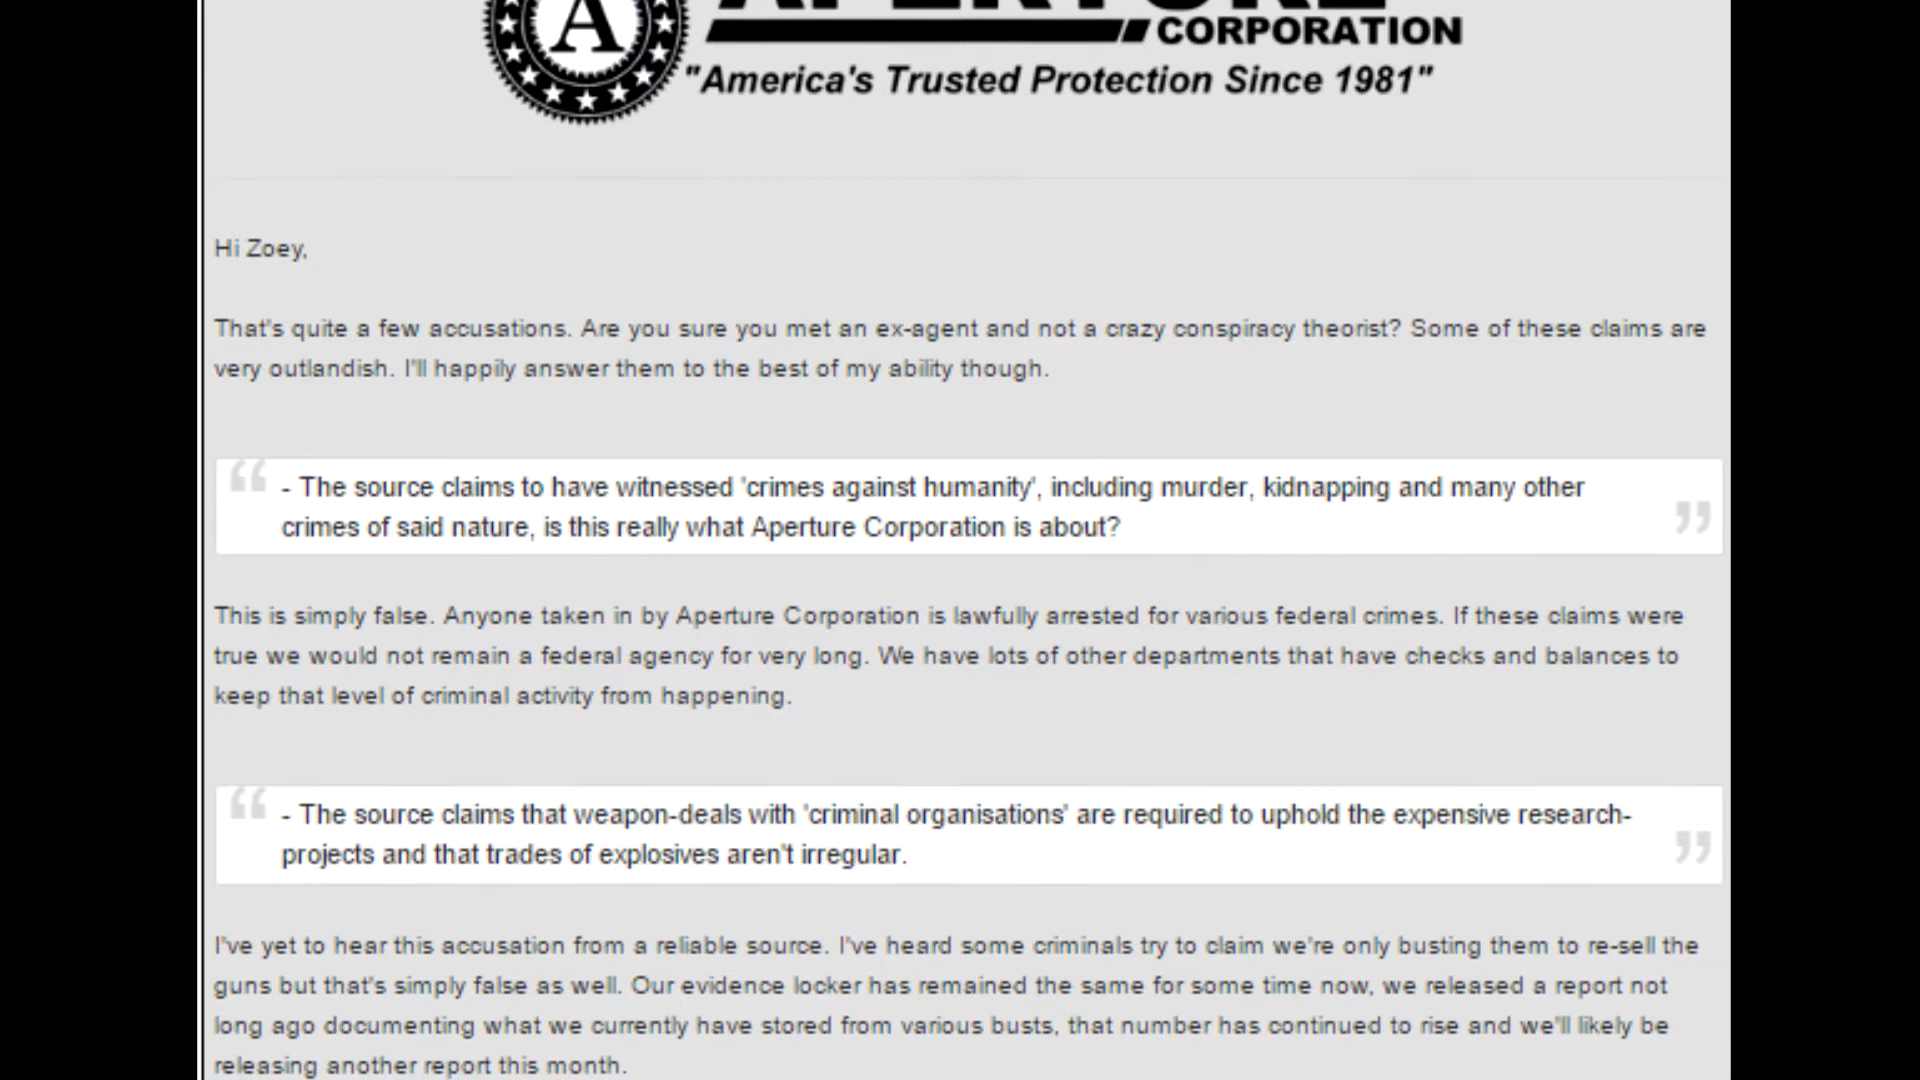 A
APERTURE
CORPORATION
"America's Trusted Protection Since 1981"
Hi Zoey,
That's quite a few accusations. Are you sure you met an ex-agent and not a crazy conspiracy theorist? Some of these claims are
very outlandish. I'll happily answer them to the best of my ability though.
“ - The source claims to have witnessed 'crimes against humanity', including murder, kidnapping and many other
crimes of said nature, is this really what Aperture Corporation is about? ”
This is simply false. Anyone taken in by Aperture Corporation is lawfully arrested for various federal crimes. If these claims were
true we would not remain a federal agency for very long. We have lots of other departments that have checks and balances to
keep that level of criminal activity from happening.
“ - The source claims that weapon-deals with 'criminal organisations' are required to uphold the expensive research-
projects and that trades of explosives aren't irregular. ”
I've yet to hear this accusation from a reliable source. I've heard some criminals try to claim we're only busting them to re-sell the
guns but that's simply false as well. Our evidence locker has remained the same for some time now, we released a report not
long ago documenting what we currently have stored from various busts, that number has continued to rise and we'll likely be
releasing another report this month.